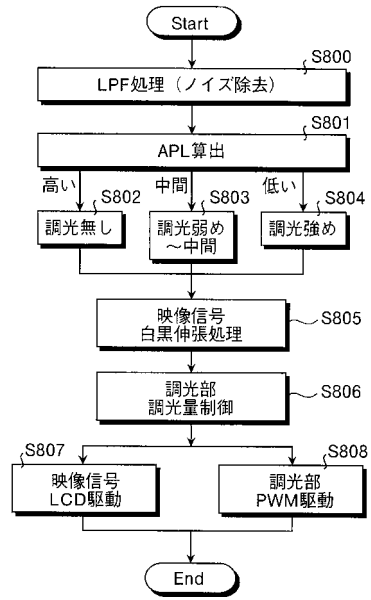 Start
S800
LPF処理（ノイズ除去）
S801
APL算出
高い
中間
低い
S802
S803
S804
調光無し
調光弱め
～中間
調光強め
映像信号
白黒伸張処理
S805
調光部
調光量制御
S806
S807
S808
映像信号
LCD駆動
調光部
PWM駆動
End